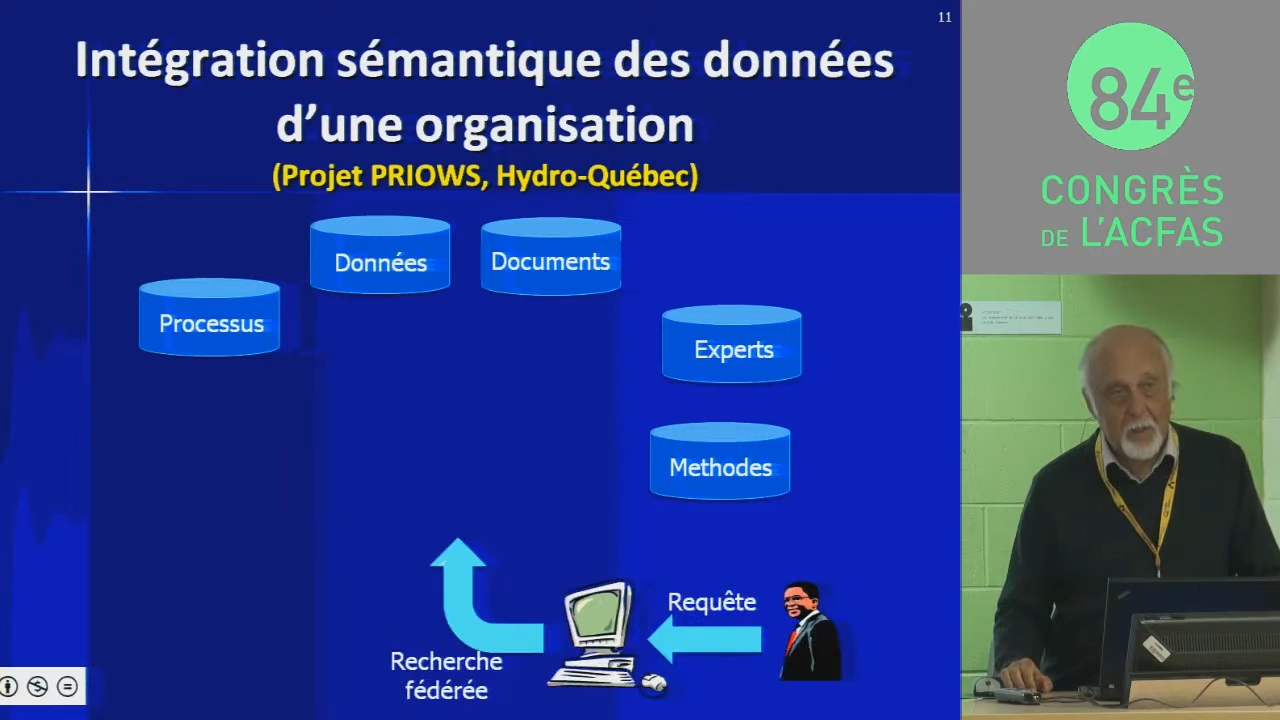 11
Intégration sémantique des données
d’une organisation
(Projet PRIOWS, Hydro-Québec)
Données
Documents
Processus
Experts
Methodes
Requête
Recherche
fédérée
84e
CONGRÈS
DE L’ACFAS